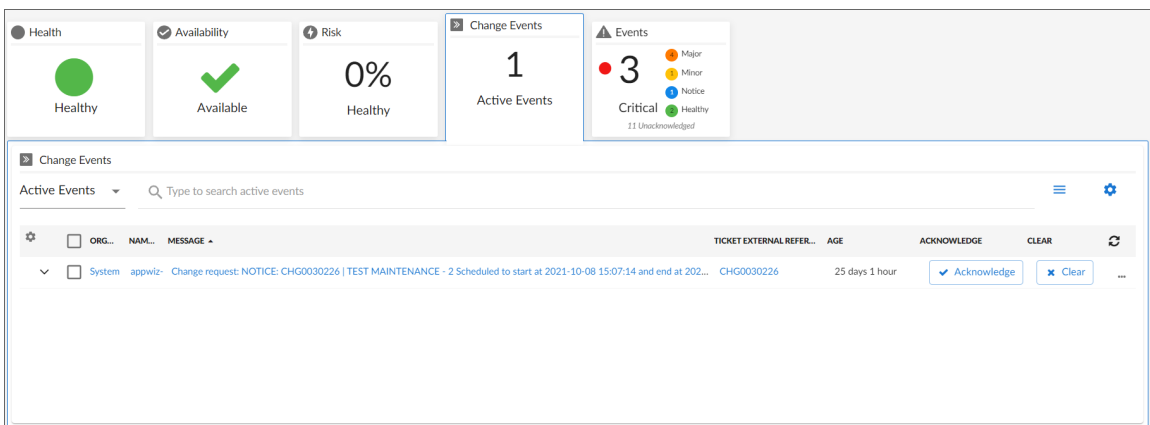 Health
Healthy
Availability
Available
Risk
0%
Healthy
Change Events
1
Active Events
Events
3
Critical
4 Major
1 Minor
1 Notice
2 Healthy
11 Unacknowledged
Change Events
Active Events
Type to search active events
ORG... NAM... MESSAGE TICKET EXTERNAL REFER... AGE ACKNOWLEDGE CLEAR
System appwiz- Change request: NOTICE: CHG0030226 | TEST MAINTENANCE - 2 Scheduled to start at 2021-10-08 15:07:14 and end at 202... CHG0030226 25 days 1 hour Acknowledge Clear ...